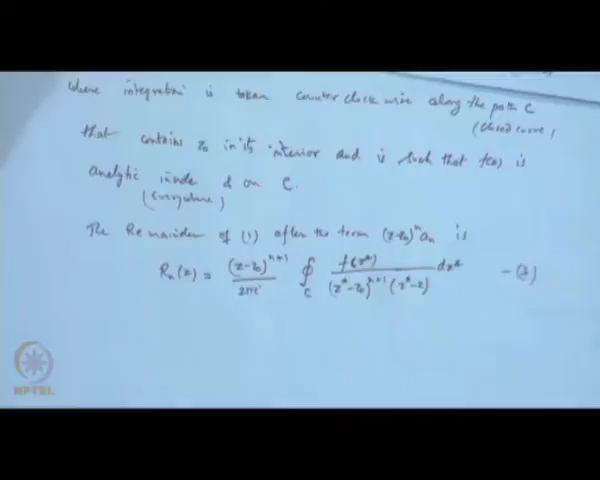 where integration is taken counter clock wise along the path C
(closed curve)
that contains z₀ in its interior and is such that f(z) is
analytic inside & on C.
(Everywhere)
The Remainder of (1) after the term (z-z₀)ⁿ aₙ is
Rₙ(z) = (z-z₀)ⁿ⁺¹ / 2πi ∮_C f(z*) / (z*-z₀)ⁿ⁺¹ (z*-z) dz* — (3)
NPTEL